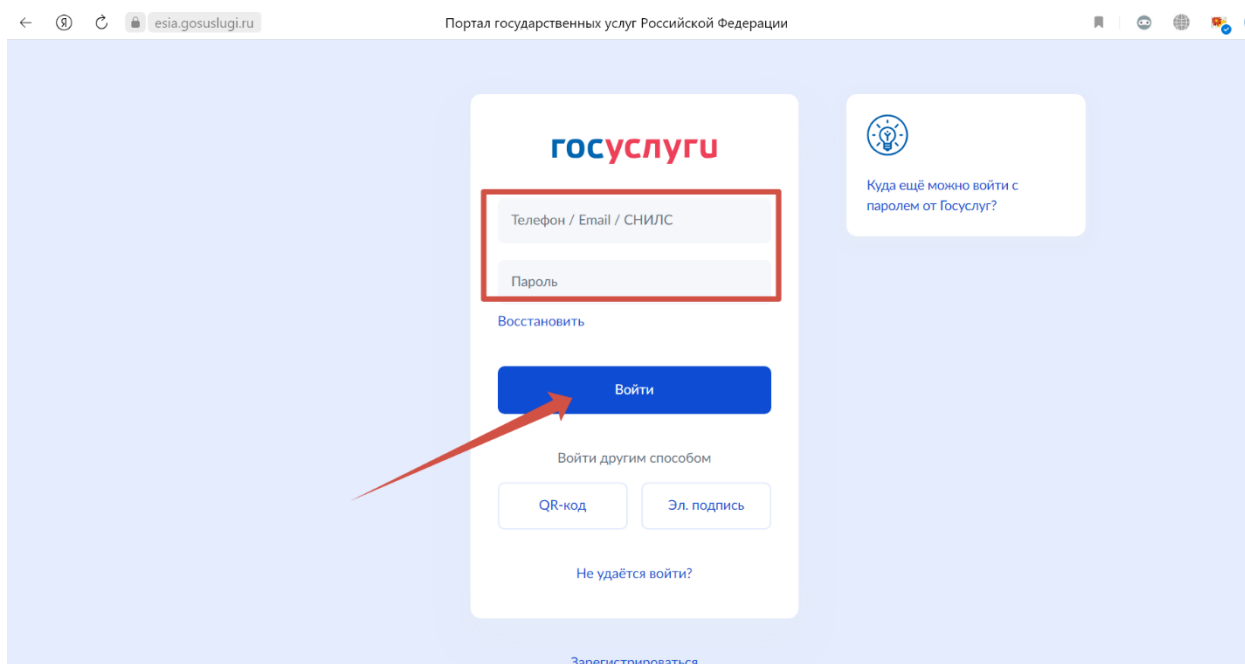 esia.gosuslugi.ru
Портал государственных услуг Российской Федерации
госуслуги
Телефон / Email / СНИЛС
Пароль
Восстановить
Войти
Войти другим способом
QR-код
Эл. подпись
Не удаётся войти?
Зарегистрироваться
Куда ещё можно войти с
паролем от Госуслуг?